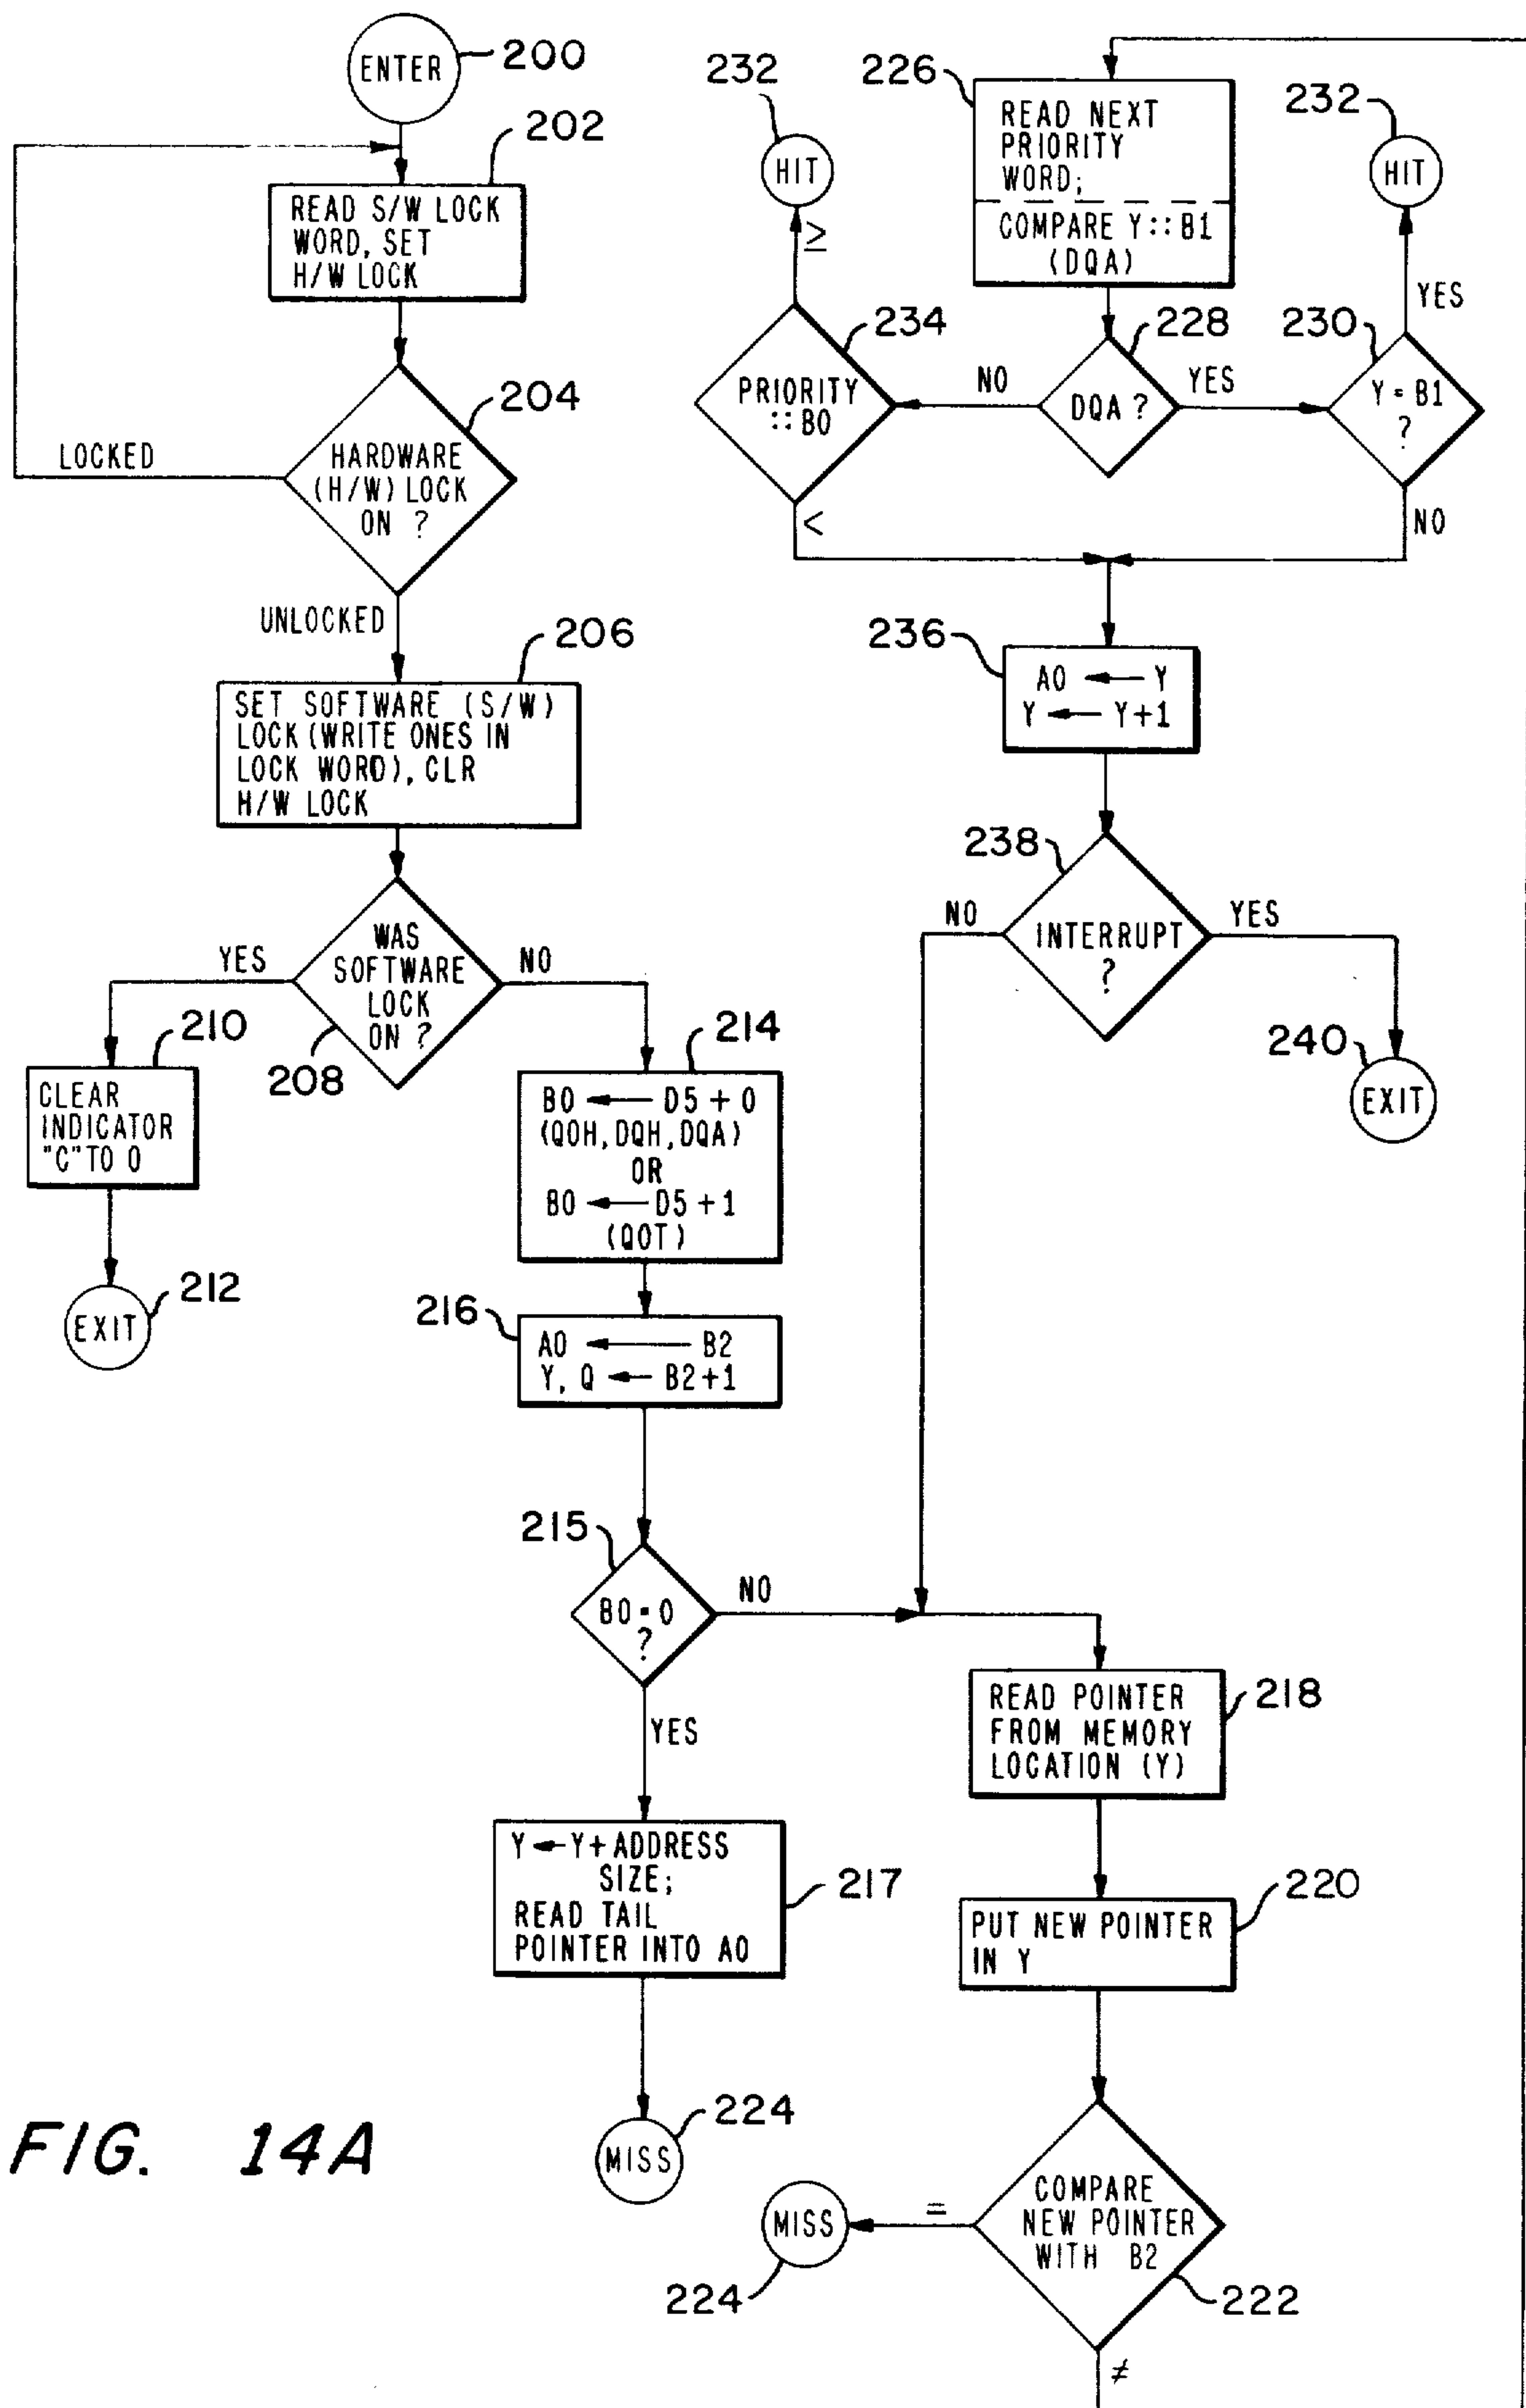 ENTER
200
202
READ S/W LOCK
WORD, SET
H/W LOCK
204
LOCKED
HARDWARE
(H/W) LOCK
ON ?
UNLOCKED
206
SET SOFTWARE (S/W)
LOCK (WRITE ONES IN
LOCK WORD), CLR
H/W LOCK
YES
WAS
SOFTWARE
LOCK
ON ?
NO
208
210
CLEAR
INDICATOR
"C" TO 0
212
EXIT
214
B0 ← D5 + 0
(QOH, DQH, DQA)
OR
B0 ← D5 + 1
(QOT)
216
A0 ← B2
Y, Q ← B2+1
215
B0 = 0
?
NO
YES
Y ← Y + ADDRESS
SIZE;
READ TAIL
POINTER INTO A0
217
224
MISS
232
HIT
≥
226
READ NEXT
PRIORITY
WORD;
COMPARE Y :: B1
(DQA)
232
HIT
YES
234
PRIORITY
:: B0
<
NO
228
DQA ?
YES
230
Y = B1
?
NO
236
A0 ← Y
Y ← Y+1
238
NO
INTERRUPT
?
YES
240
EXIT
READ POINTER
FROM MEMORY
LOCATION (Y)
218
PUT NEW POINTER
IN Y
220
COMPARE
NEW POINTER
WITH B2
222
=
MISS
224
≠
FIG. 14A